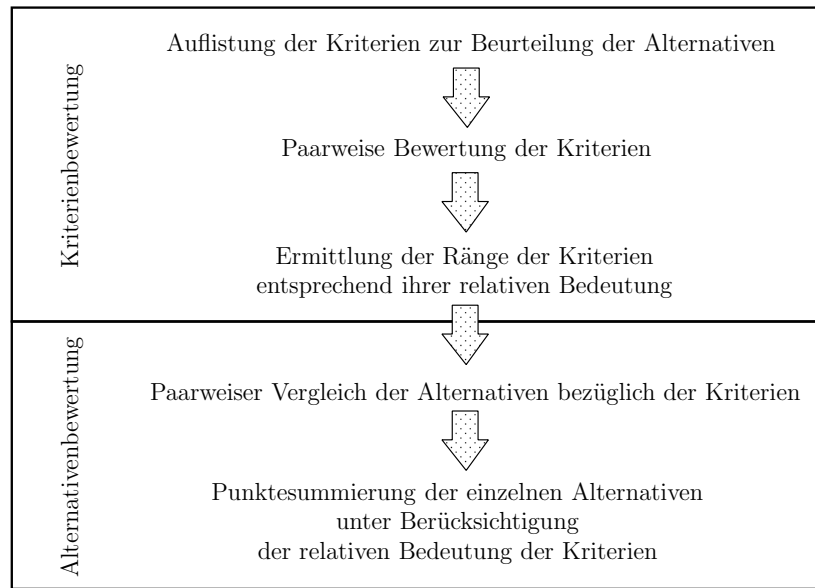 Kriterienbewertung
Auflistung der Kriterien zur Beurteilung der Alternativen
Paarweise Bewertung der Kriterien
Ermittlung der Ränge der Kriterien
entsprechend ihrer relativen Bedeutung
Alternativenbewertung
Paarweiser Vergleich der Alternativen bezüglich der Kriterien
Punktesummierung der einzelnen Alternativen
unter Berücksichtigung
der relativen Bedeutung der Kriterien